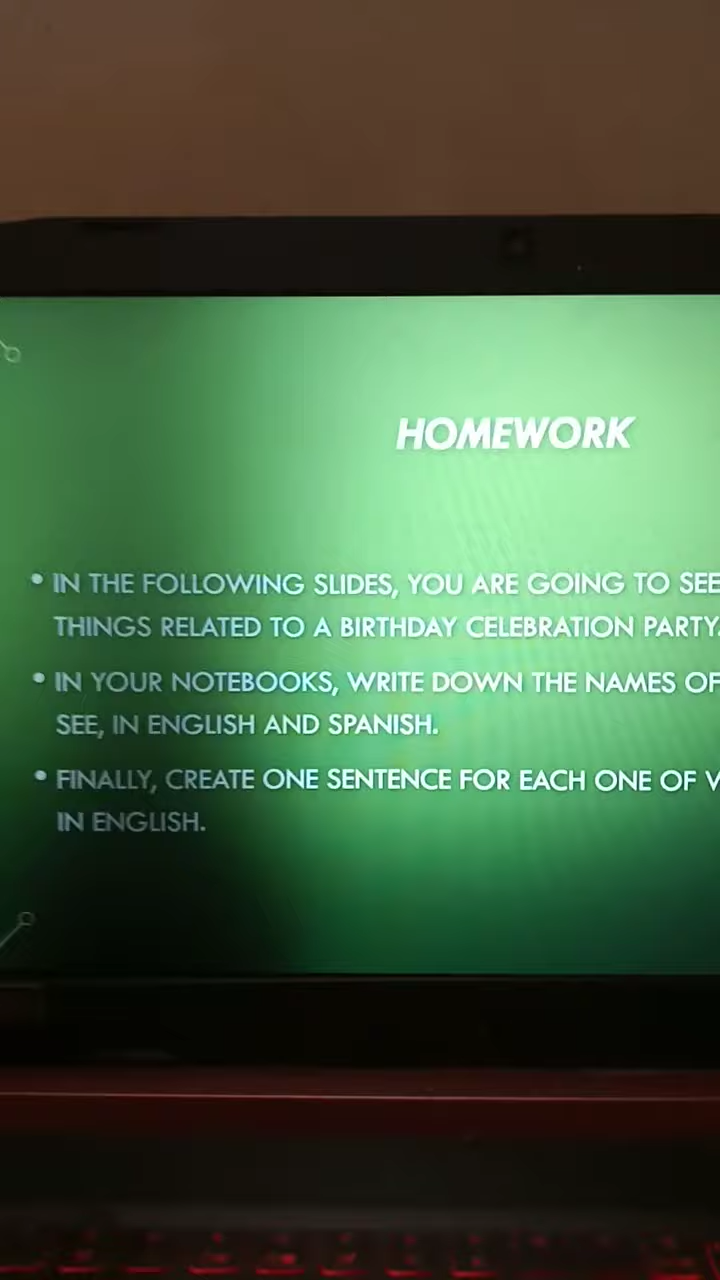 HOMEWORK
• IN THE FOLLOWING SLIDES, YOU ARE GOING TO SEE
THINGS RELATED TO A BIRTHDAY CELEBRATION PARTY.
• IN YOUR NOTEBOOKS, WRITE DOWN THE NAMES OF
SEE, IN ENGLISH AND SPANISH.
• FINALLY, CREATE ONE SENTENCE FOR EACH ONE OF
IN ENGLISH.